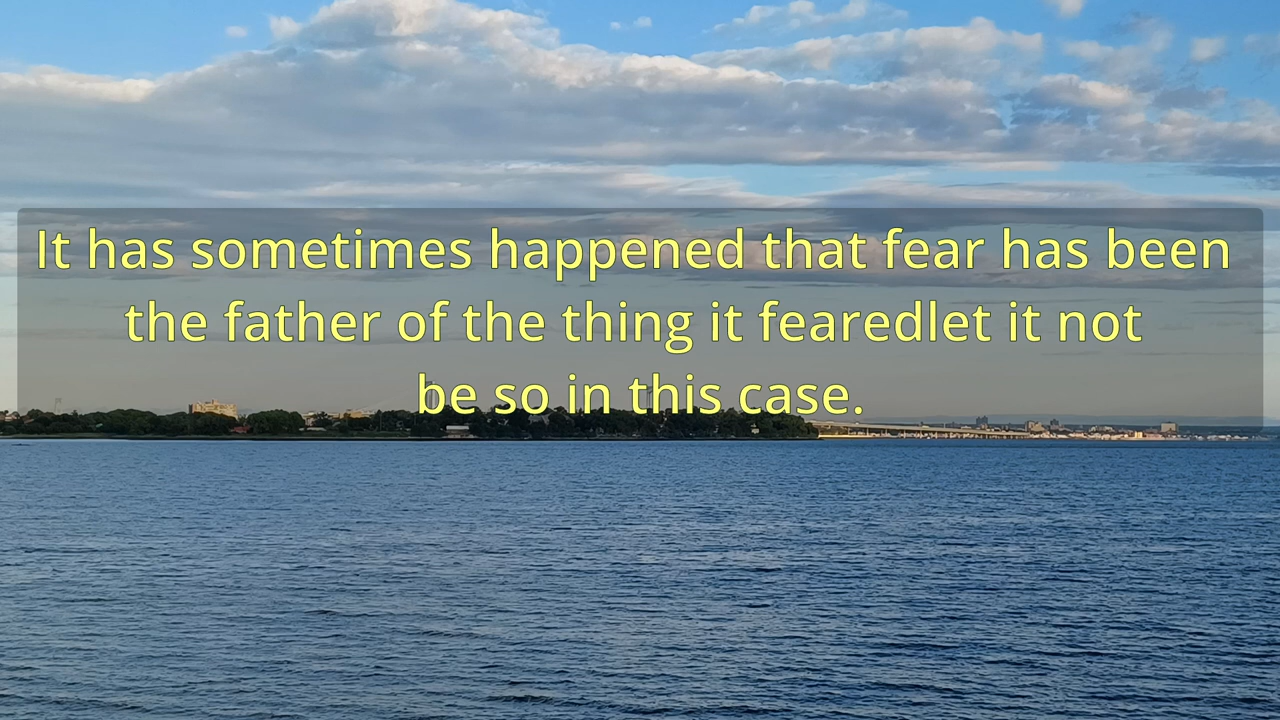 It has sometimes happened that fear has been
the father of the thing it fearedlet it not
be so in this case.